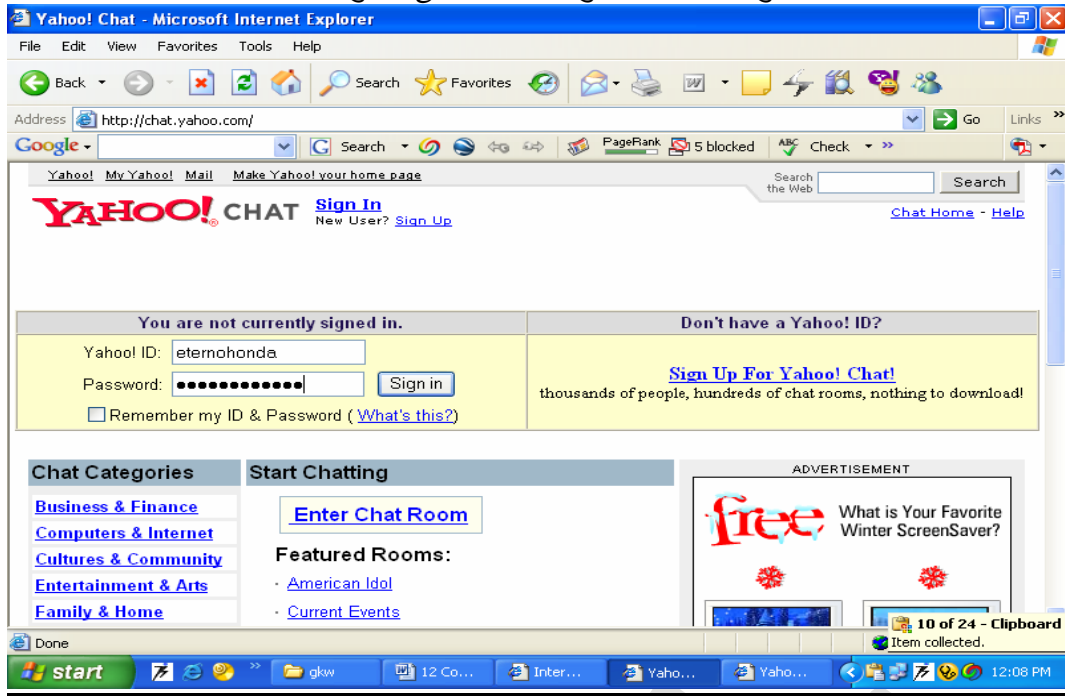 Yahoo! Chat - Microsoft Internet Explorer
File Edit View Favorites Tools Help
Back Search Favorites
Address http://chat.yahoo.com/ Go Links »
Google Search PageRank 5 blocked ABC Check »
Yahoo! My Yahoo! Mail Make Yahoo! your home page
Search the Web Search
YAHOO! CHAT Sign In
New User? Sign Up
Chat Home - Help
You are not currently signed in.
Yahoo! ID: eternohonda
Password: ●●●●●●●●●●●● Sign in
Remember my ID & Password ( What's this?)
Don't have a Yahoo! ID?
Sign Up For Yahoo! Chat!
thousands of people, hundreds of chat rooms, nothing to download!
Chat Categories
Business & Finance
Computers & Internet
Cultures & Community
Entertainment & Arts
Family & Home
Start Chatting
Enter Chat Room
Featured Rooms:
· American Idol
· Current Events
ADVERTISEMENT
free What is Your Favorite
Winter ScreenSaver?
10 of 24 - Clipboard
Item collected.
Done
start » gkw 12 Co... Inter... Yaho... Yaho... 12:08 PM